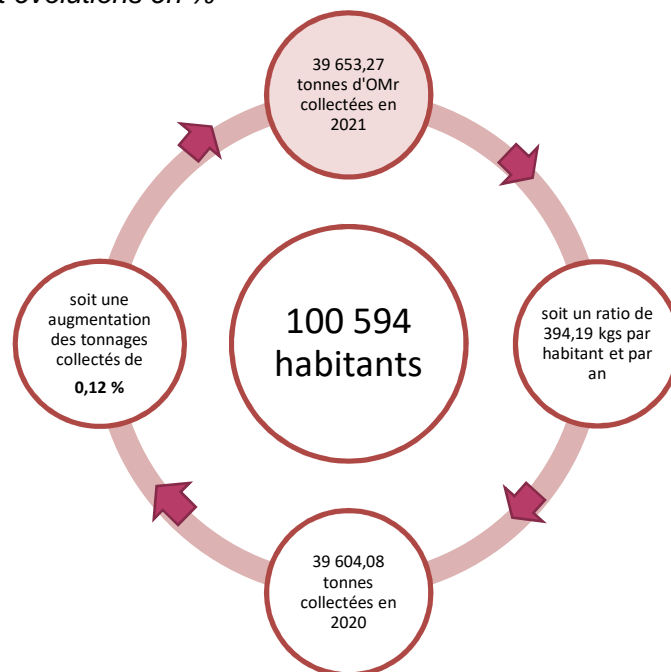 évolutions en %
39 653,27
tonnes d'OMr
collectées en
2021
soit un ratio de
394,19 kgs par
habitant et par
an
39 604,08
tonnes
collectées en
2020
soit une
augmentation
des tonnages
collectés de
0,12 %
100 594
habitants